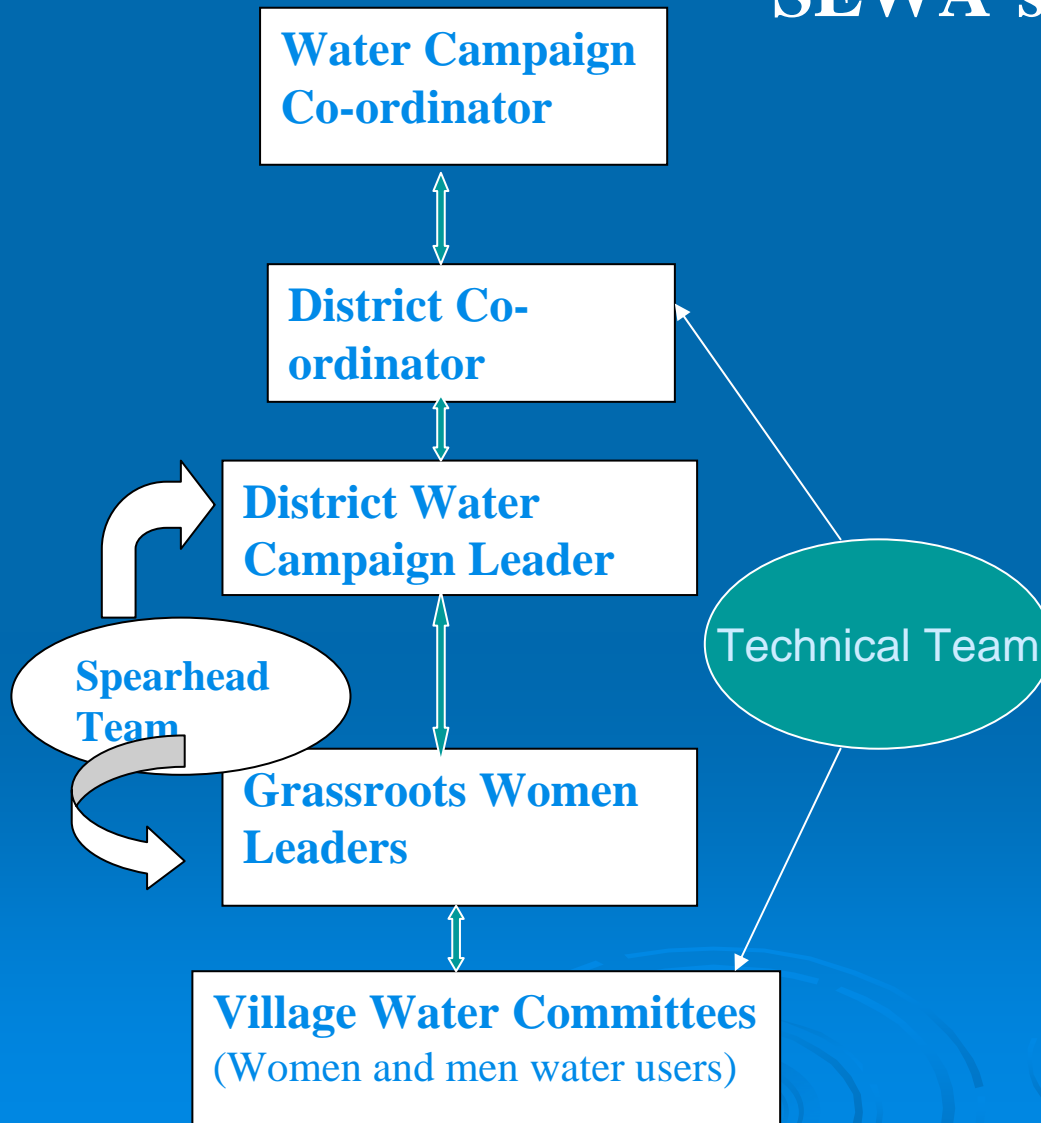 SEWA's
Water Campaign
Co-ordinator
District Co-
ordinator
District Water
Campaign Leader
Technical Team
Spearhead
Team
Grassroots Women
Leaders
Village Water Committees
(Women and men water users)